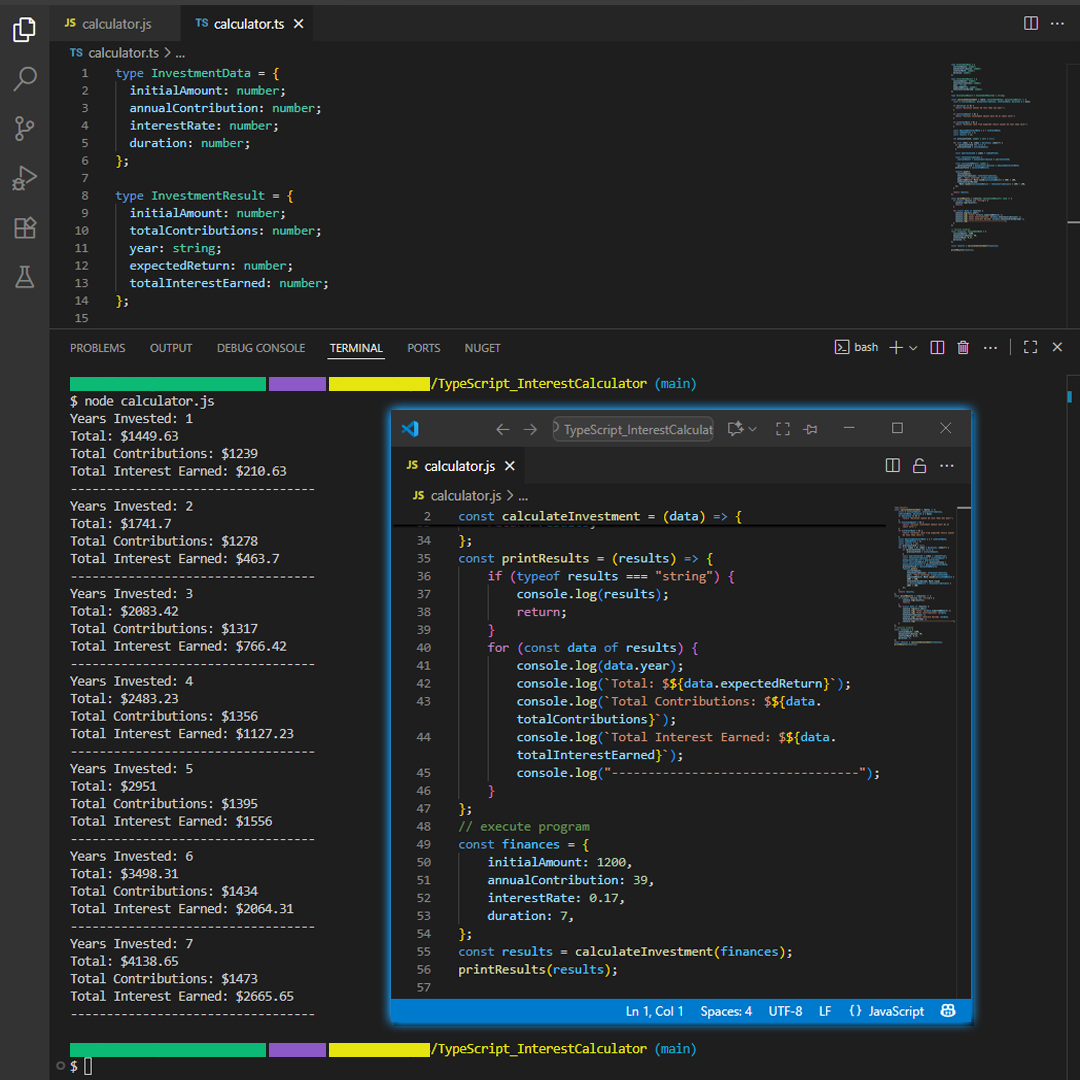 JS calculator.js
TS calculator.ts
TS calculator.ts > ...
1 type InvestmentData = {
2 initialAmount: number;
3 annualContribution: number;
4 interestRate: number;
5 duration: number;
6 };
7
8 type InvestmentResult = {
9 initialAmount: number;
10 totalContributions: number;
11 year: string;
12 expectedReturn: number;
13 totalInterestEarned: number;
14 };
15
PROBLEMS OUTPUT DEBUG CONSOLE TERMINAL PORTS NUGET bash
/TypeScript_InterestCalculator (main)
$ node calculator.js
Years Invested: 1
Total: $1449.63
Total Contributions: $1239
Total Interest Earned: $210.63
----------------------------------
Years Invested: 2
Total: $1741.7
Total Contributions: $1278
Total Interest Earned: $463.7
----------------------------------
Years Invested: 3
Total: $2083.42
Total Contributions: $1317
Total Interest Earned: $766.42
----------------------------------
Years Invested: 4
Total: $2483.23
Total Contributions: $1356
Total Interest Earned: $1127.23
----------------------------------
Years Invested: 5
Total: $2951
Total Contributions: $1395
Total Interest Earned: $1556
----------------------------------
Years Invested: 6
Total: $3498.31
Total Contributions: $1434
Total Interest Earned: $2064.31
----------------------------------
Years Invested: 7
Total: $4138.65
Total Contributions: $1473
Total Interest Earned: $2665.65
----------------------------------
/TypeScript_InterestCalculator (main)
$
TypeScript_InterestCalculat
JS calculator.js
JS calculator.js > ...
2 const calculateInvestment = (data) => {
34 };
35 const printResults = (results) => {
36 if (typeof results === "string") {
37 console.log(results);
38 return;
39 }
40 for (const data of results) {
41 console.log(data.year);
42 console.log(`Total: $${data.expectedReturn}`);
43 console.log(`Total Contributions: $${data.
totalContributions}`);
44 console.log(`Total Interest Earned: $${data.
totalInterestEarned}`);
45 console.log("----------------------------------");
46 }
47 };
48 // execute program
49 const finances = {
50 initialAmount: 1200,
51 annualContribution: 39,
52 interestRate: 0.17,
53 duration: 7,
54 };
55 const results = calculateInvestment(finances);
56 printResults(results);
57
Ln 1, Col 1 Spaces: 4 UTF-8 LF {} JavaScript